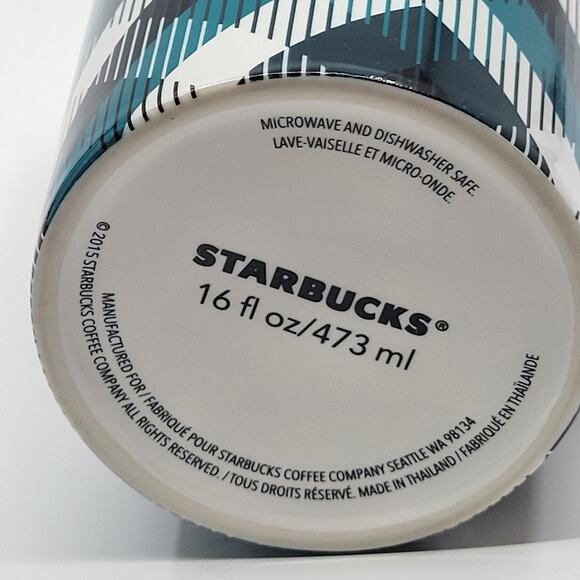 MICROWAVE AND DISHWASHER SAFE.
LAVE-VAISELLE ET MICRO-ONDE.
STARBUCKS®
16 fl oz/473 ml
MANUFACTURED FOR / FABRIQUÉ POUR STARBUCKS COFFEE COMPANY SEATTLE WA 98134
©2015 STARBUCKS COFFEE COMPANY ALL RIGHTS RESERVED. / TOUS DROITS RÉSERVÉ. MADE IN THAILAND / FABRIQUÉ EN THAÏLANDE